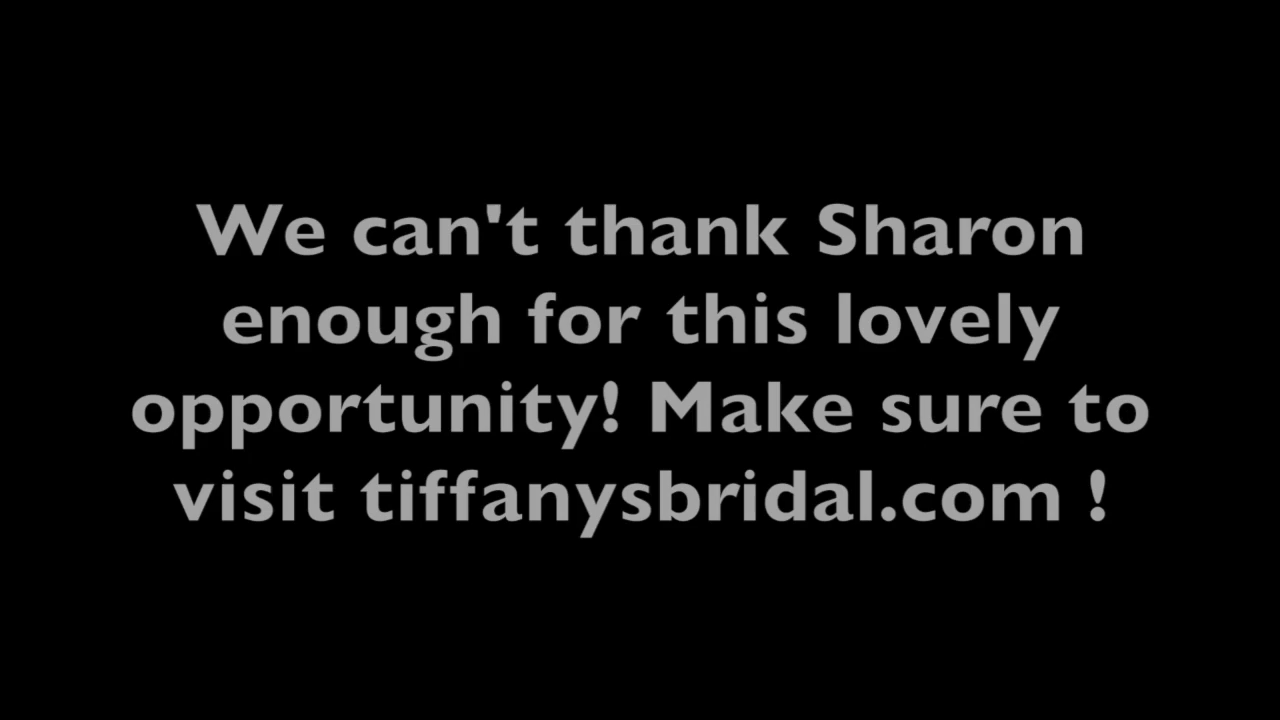 We can't thank Sharon
enough for this lovely
opportunity! Make sure to
visit tiffanysbridal.com !